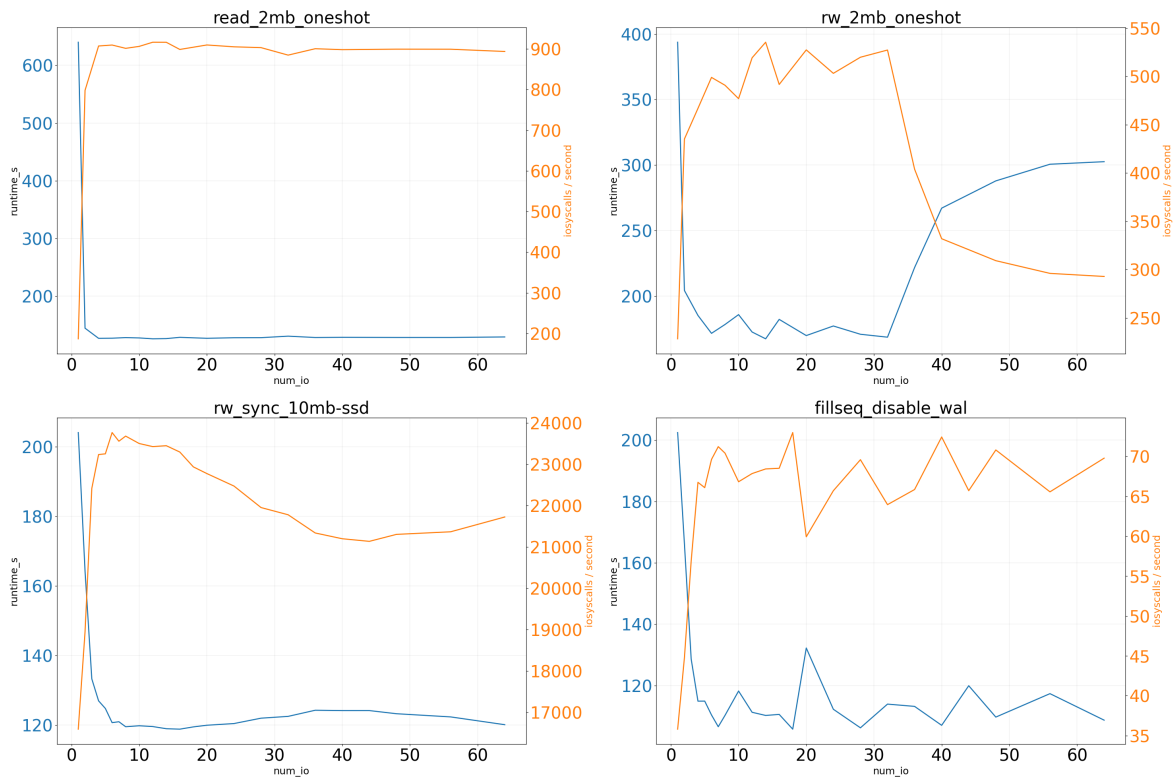 read_2mb_oneshot
600
500
400
300
200
runtime_s
900
800
700
600
500
400
300
200
iosyscalls / second
0 10 20 30 40 50 60
num_io
rw_2mb_oneshot
400
350
300
250
200
runtime_s
550
500
450
400
350
300
250
iosyscalls / second
0 10 20 30 40 50 60
num_io
rw_sync_10mb-ssd
200
180
160
140
120
runtime_s
24000
23000
22000
21000
20000
19000
18000
17000
iosyscalls / second
0 10 20 30 40 50 60
num_io
fillseq_disable_wal
200
180
160
140
120
runtime_s
70
65
60
55
50
45
40
35
iosyscalls / second
0 10 20 30 40 50 60
num_io